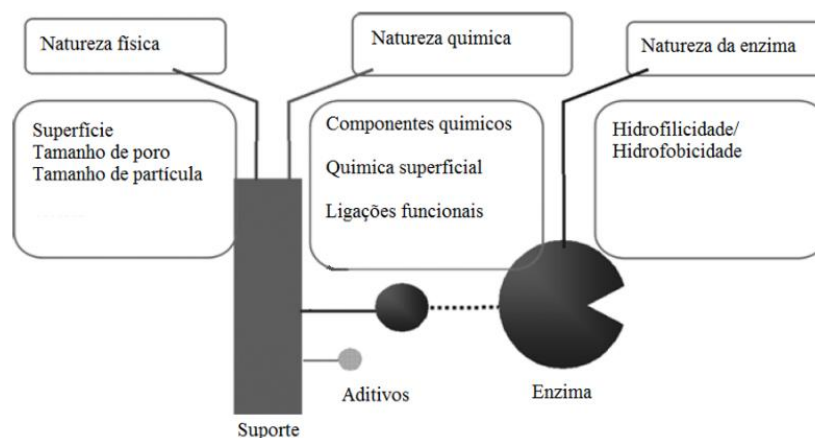 Natureza física
Natureza quimica
Natureza da enzima
Superfície
Tamanho de poro
Tamanho de partícula
Componentes quimicos
Quimica superficial
Ligações funcionais
Hidrofilicidade/
Hidrofobicidade
Aditivos
Enzima
Suporte